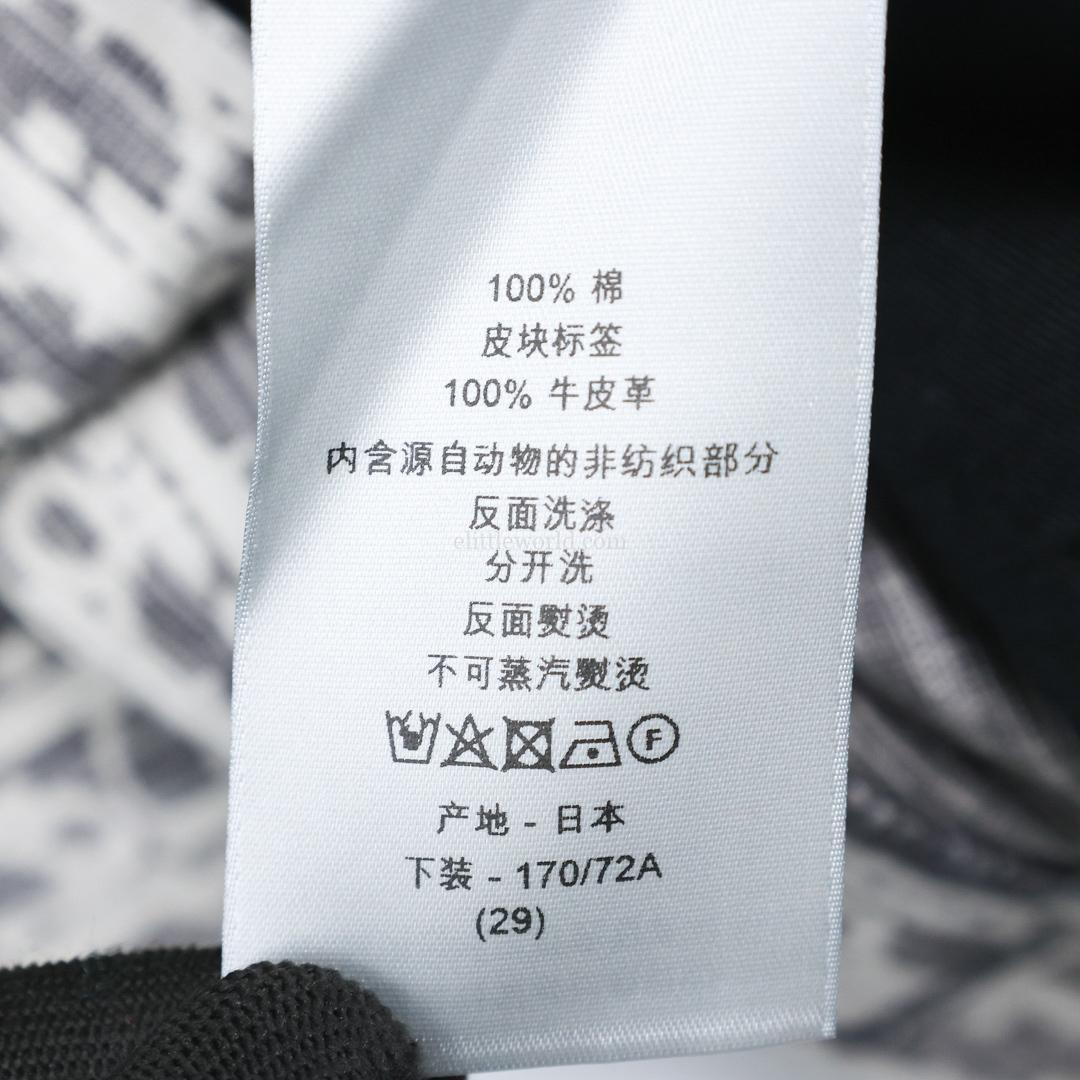 100% 棉
皮块标签
100% 牛皮革
内含源自动物的非纺织部分
反面洗涤
elittleworld.com
分开洗
反面熨烫
不可蒸汽熨烫
F
产地 - 日本
下装 - 170/72A
(29)